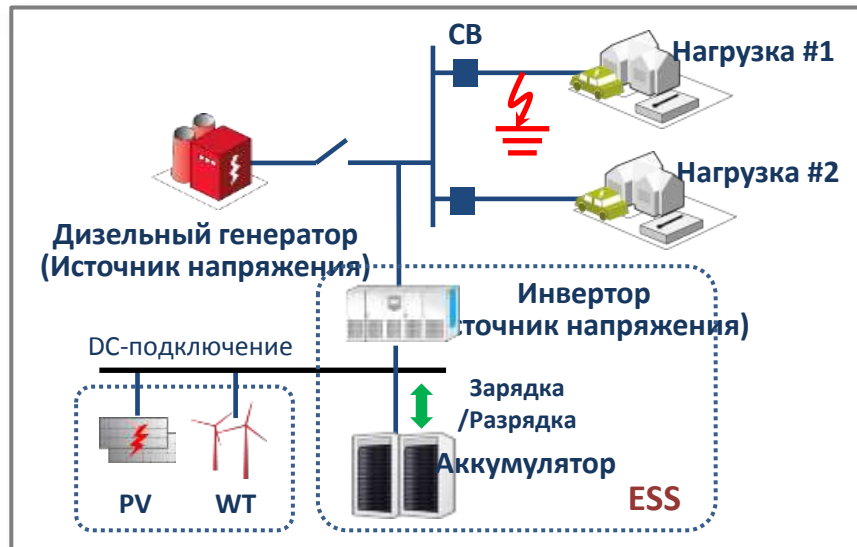 CB
Нагрузка #1
Нагрузка #2
Дизельный генератор
(Источник напряжения)
Инвертор
сточник напряжения)
DC-подключение
Зарядка
/Разрядка
Аккумулятор
PV
WT
ESS